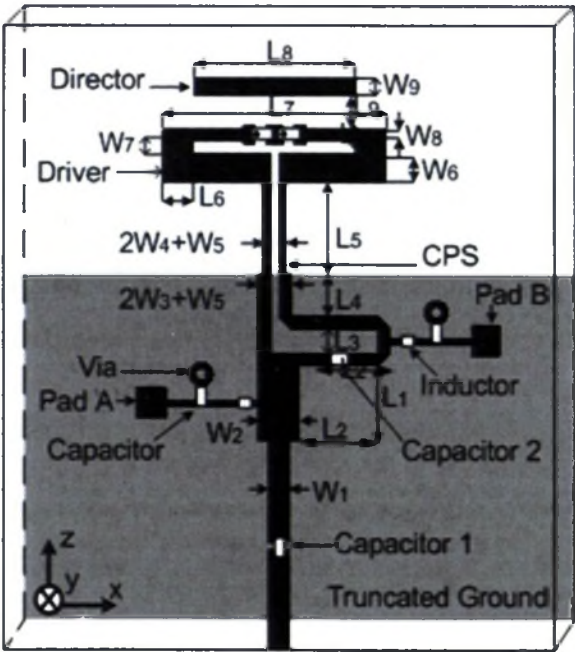 L8
Director
W9
L7
L9
W7
W8
Driver
W6
L6
L5
2W4+W5
CPS
2W3+W5
L4
Pad B
L3
Via
Pad A
Inductor
L1
Capacitor
W2
L2
Capacitor 2
W1
Capacitor 1
z
y
x
Truncated Ground